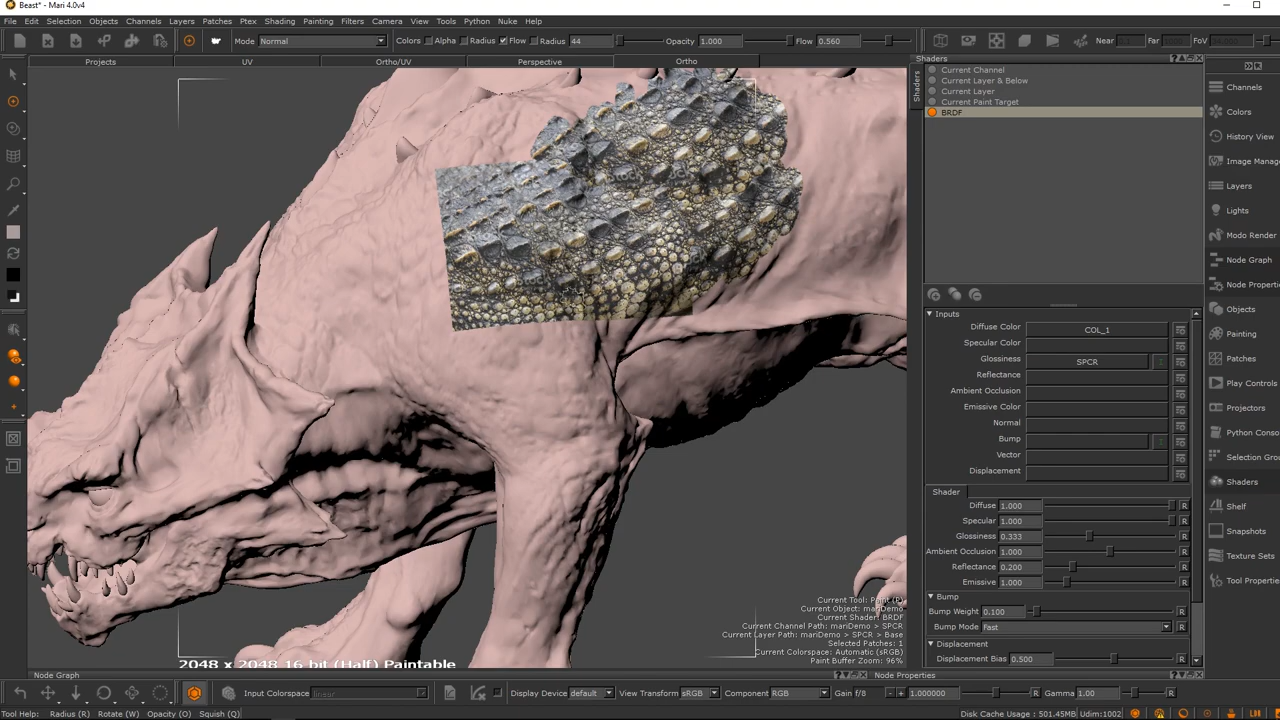 Beast* - Mari 4.0v4
File Edit Selection Objects Channels Layers Patches Ptex Shading Painting Filters Camera View Tools Python Nuke Help
Mode Normal Colors Alpha Radius Flow Radius 44 Opacity 1.000 Flow 0.560 Near Far FoV
Projects UV Ortho/UV Perspective Ortho
Shaders
Shaders
Current Channel
Current Layer & Below
Current Layer
Current Paint Target
BRDF
Inputs
Diffuse Color COL_1
Specular Color
Glossiness SPCR
Reflectance
Ambient Occlusion
Emissive Color
Normal
Bump
Vector
Displacement
Shader
Diffuse 1.000 R
Specular 1.000 R
Glossiness 0.333 R
Ambient Occlusion 1.000 R
Reflectance 0.200 R
Emissive 1.000 R
Bump
Bump Weight 0.100 R
Bump Mode Fast R
Displacement
Displacement Bias 0.500 R
Channels
Colors
History View
Image Manag
Layers
Lights
Modo Render
Node Graph
Node Properti
Objects
Painting
Patches
Play Controls
Projectors
Python Conso
Selection Gro
Shaders
Shelf
Snapshots
Texture Sets
Tool Properti
Current Tool: Paint (P)
Current Object: mariDemo
Current Shader: BRDF
Current Channel Path: mariDemo > SPCR
Current Layer Path: mariDemo > SPCR > Base
Selected Patches: 1
Current Colorspace: Automatic (sRGB)
Paint Buffer Zoom: 96%
2048 x 2048 16 bit (Half) Paintable
Node Graph Node Properties
Input Colorspace linear Display Device default View Transform sRGB Component RGB Gain f/8 - + 1.000000 R Gamma 1.00 R
Tool Help: Radius (R) Rotate (W) Opacity (O) Squish (Q) Disk Cache Usage : 501.45MB Udim:1002